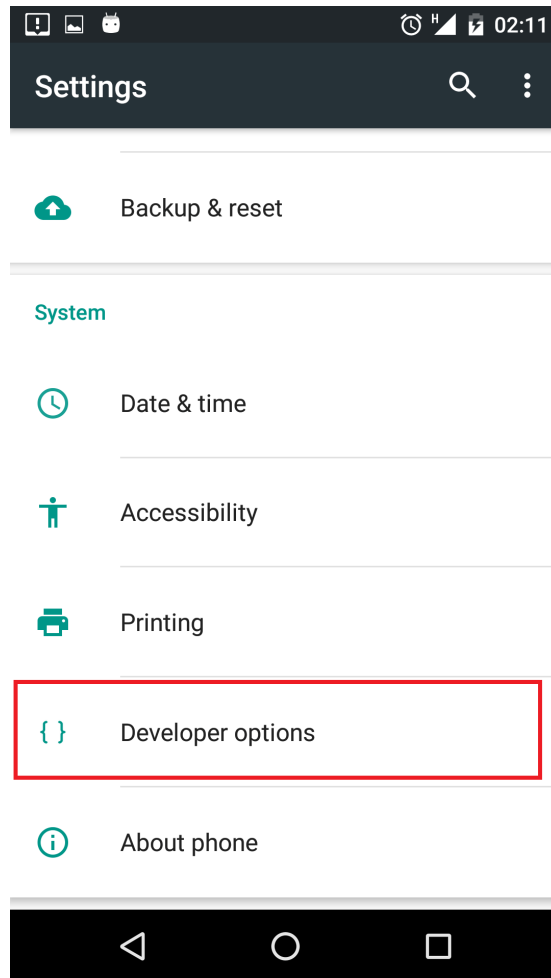 H 02:11
Settings
Backup & reset
System
Date & time
Accessibility
Printing
{ } Developer options
About phone